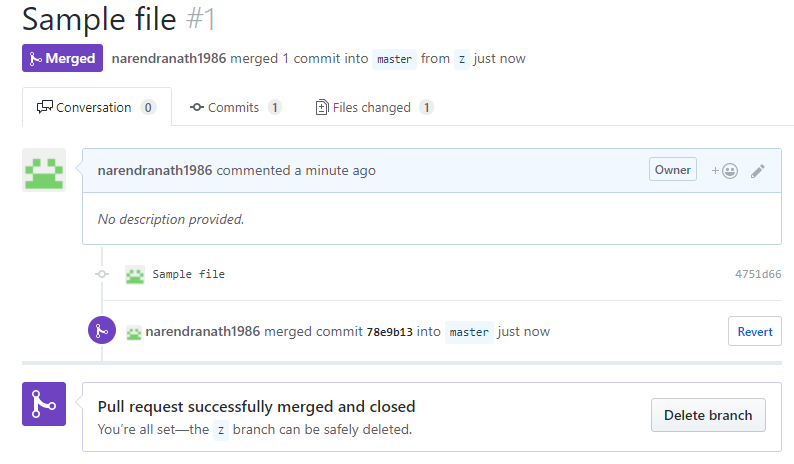 Sample file #1
Merged narendranath1986 merged 1 commit into master from z just now
Conversation 0 Commits 1 Files changed 1
narendranath1986 commented a minute ago Owner +
No description provided.
Sample file 4751d66
narendranath1986 merged commit 78e9b13 into master just now Revert
Pull request successfully merged and closed
You’re all set—the z branch can be safely deleted.
Delete branch